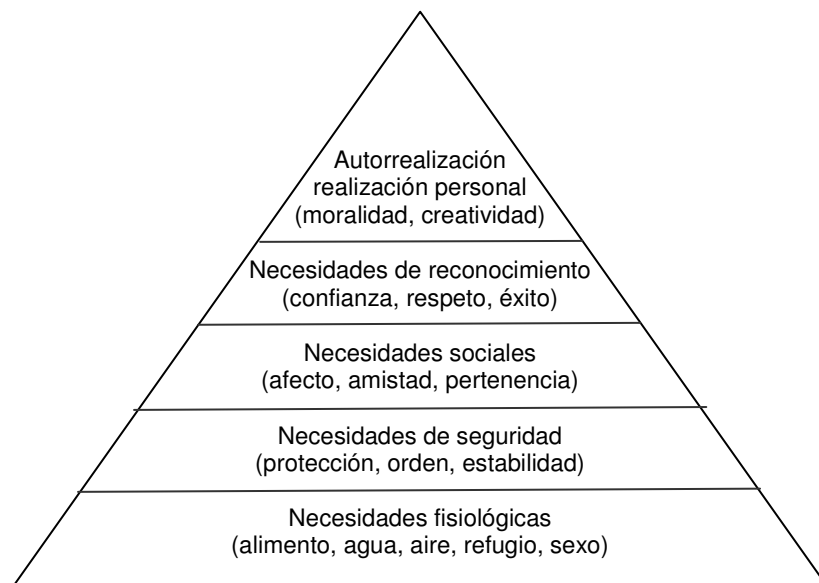 Autorrealización
realización personal
(moralidad, creatividad)
Necesidades de reconocimiento
(confianza, respeto, éxito)
Necesidades sociales
(afecto, amistad, pertenencia)
Necesidades de seguridad
(protección, orden, estabilidad)
Necesidades fisiológicas
(alimento, agua, aire, refugio, sexo)